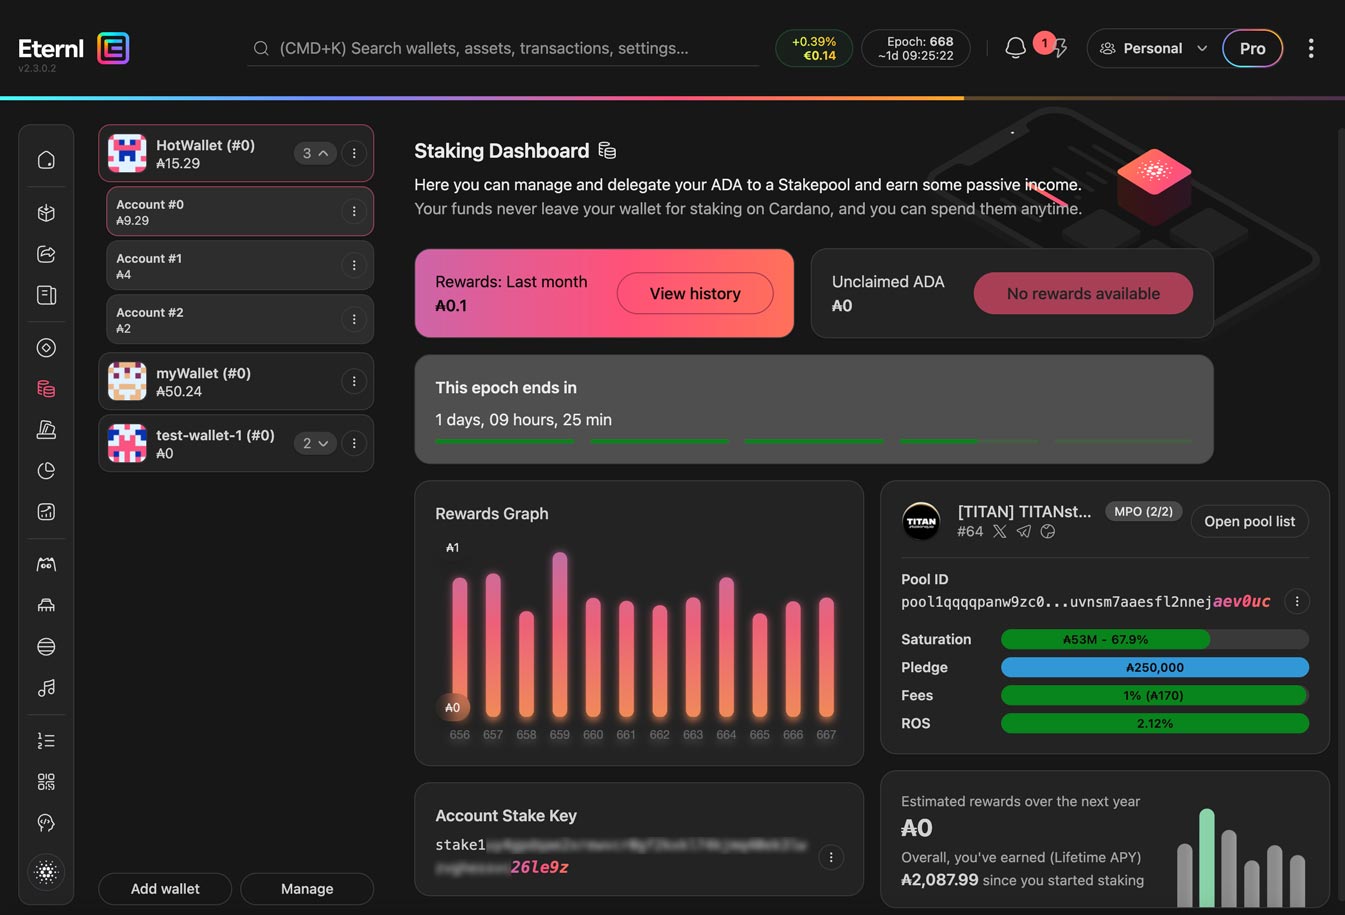 Eternl
v2.3.0.2
(CMD+K) Search wallets, assets, transactions, settings...
+0.39%
€0.14
Epoch: 668
~1d 09:25:22
1
Personal
Pro
HotWallet (#0)
₳15.29
3
Account #0
₳9.29
Account #1
₳4
Account #2
₳2
myWallet (#0)
₳50.24
test-wallet-1 (#0)
₳0
2
Add wallet
Manage
Staking Dashboard
Here you can manage and delegate your ADA to a Stakepool and earn some passive income.
Your funds never leave your wallet for staking on Cardano, and you can spend them anytime.
Rewards: Last month
₳0.1
View history
Unclaimed ADA
₳0
No rewards available
This epoch ends in
1 days, 09 hours, 25 min
Rewards Graph
₳1
₳0
656 657 658 659 660 661 662 663 664 665 666 667
TITAN
[TITAN] TITANst...
MPO (2/2)
#64
Open pool list
Pool ID
pool1qqqqpanw9zc0...uvnsm7aaesfl2nnejaev0uc
Saturation
₳53M - 67.9%
Pledge
₳250,000
Fees
1% (₳170)
ROS
2.12%
Account Stake Key
stake1
26le9z
Estimated rewards over the next year
₳0
Overall, you've earned (Lifetime APY)
₳2,087.99 since you started staking